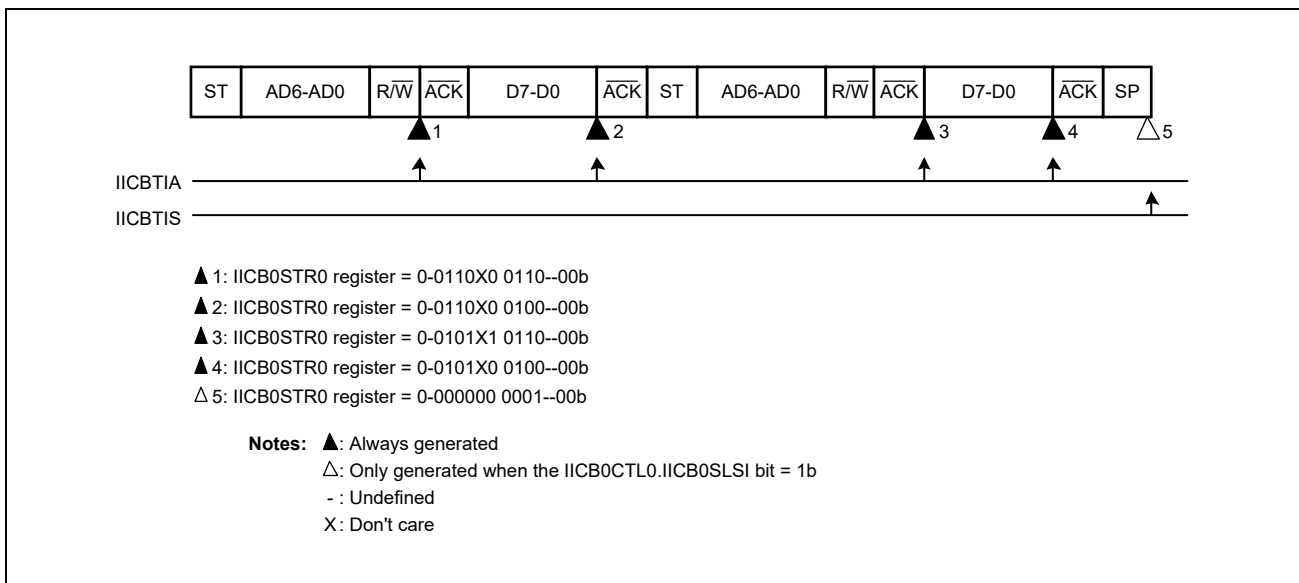 ST AD6-AD0 R/W ACK D7-D0 ACK ST AD6-AD0 R/W ACK D7-D0 ACK SP
▲1 ▲2 ▲3 ▲4 △5
IICBTIA
IICBTIS
▲1: IICB0STR0 register = 0-0110X0 0110--00b
▲2: IICB0STR0 register = 0-0110X0 0100--00b
▲3: IICB0STR0 register = 0-0101X1 0110--00b
▲4: IICB0STR0 register = 0-0101X0 0100--00b
△5: IICB0STR0 register = 0-000000 0001--00b
Notes: ▲: Always generated
△: Only generated when the IICB0CTL0.IICB0SLSI bit = 1b
- : Undefined
X: Don't care